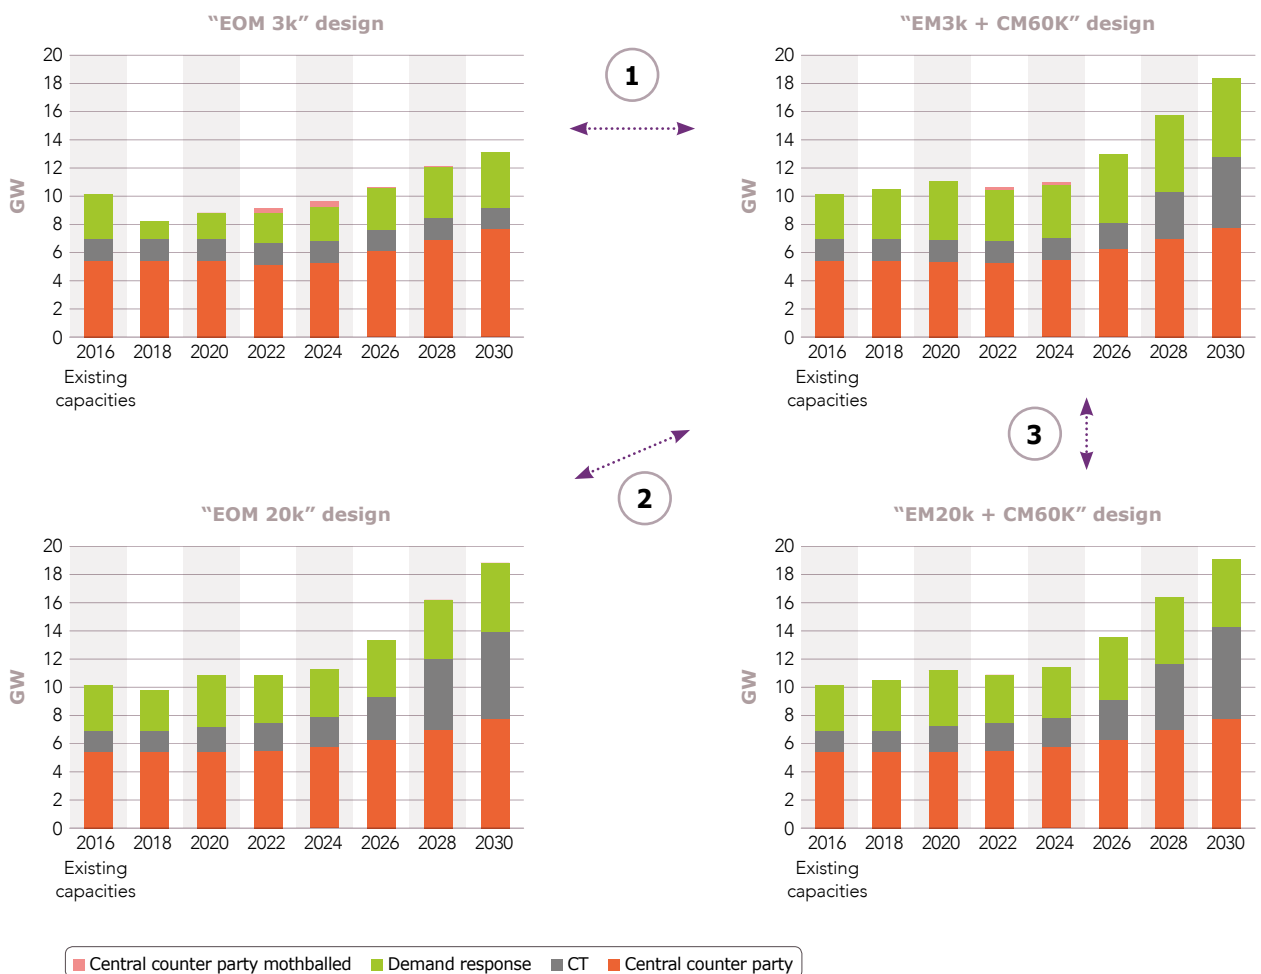 “EOM 3k” design
“EM3k + CM60K” design
20
18
16
14
12
10
8
6
4
2
0
GW
2016 2018 2020 2022 2024 2026 2028 2030
Existing
capacities
1
20
18
16
14
12
10
8
6
4
2
0
GW
2016 2018 2020 2022 2024 2026 2028 2030
Existing
capacities
2
3
“EOM 20k” design
“EM20k + CM60K” design
20
18
16
14
12
10
8
6
4
2
0
GW
2016 2018 2020 2022 2024 2026 2028 2030
Existing
capacities
20
18
16
14
12
10
8
6
4
2
0
GW
2016 2018 2020 2022 2024 2026 2028 2030
Existing
capacities
Central counter party mothballed Demand response CT Central counter party